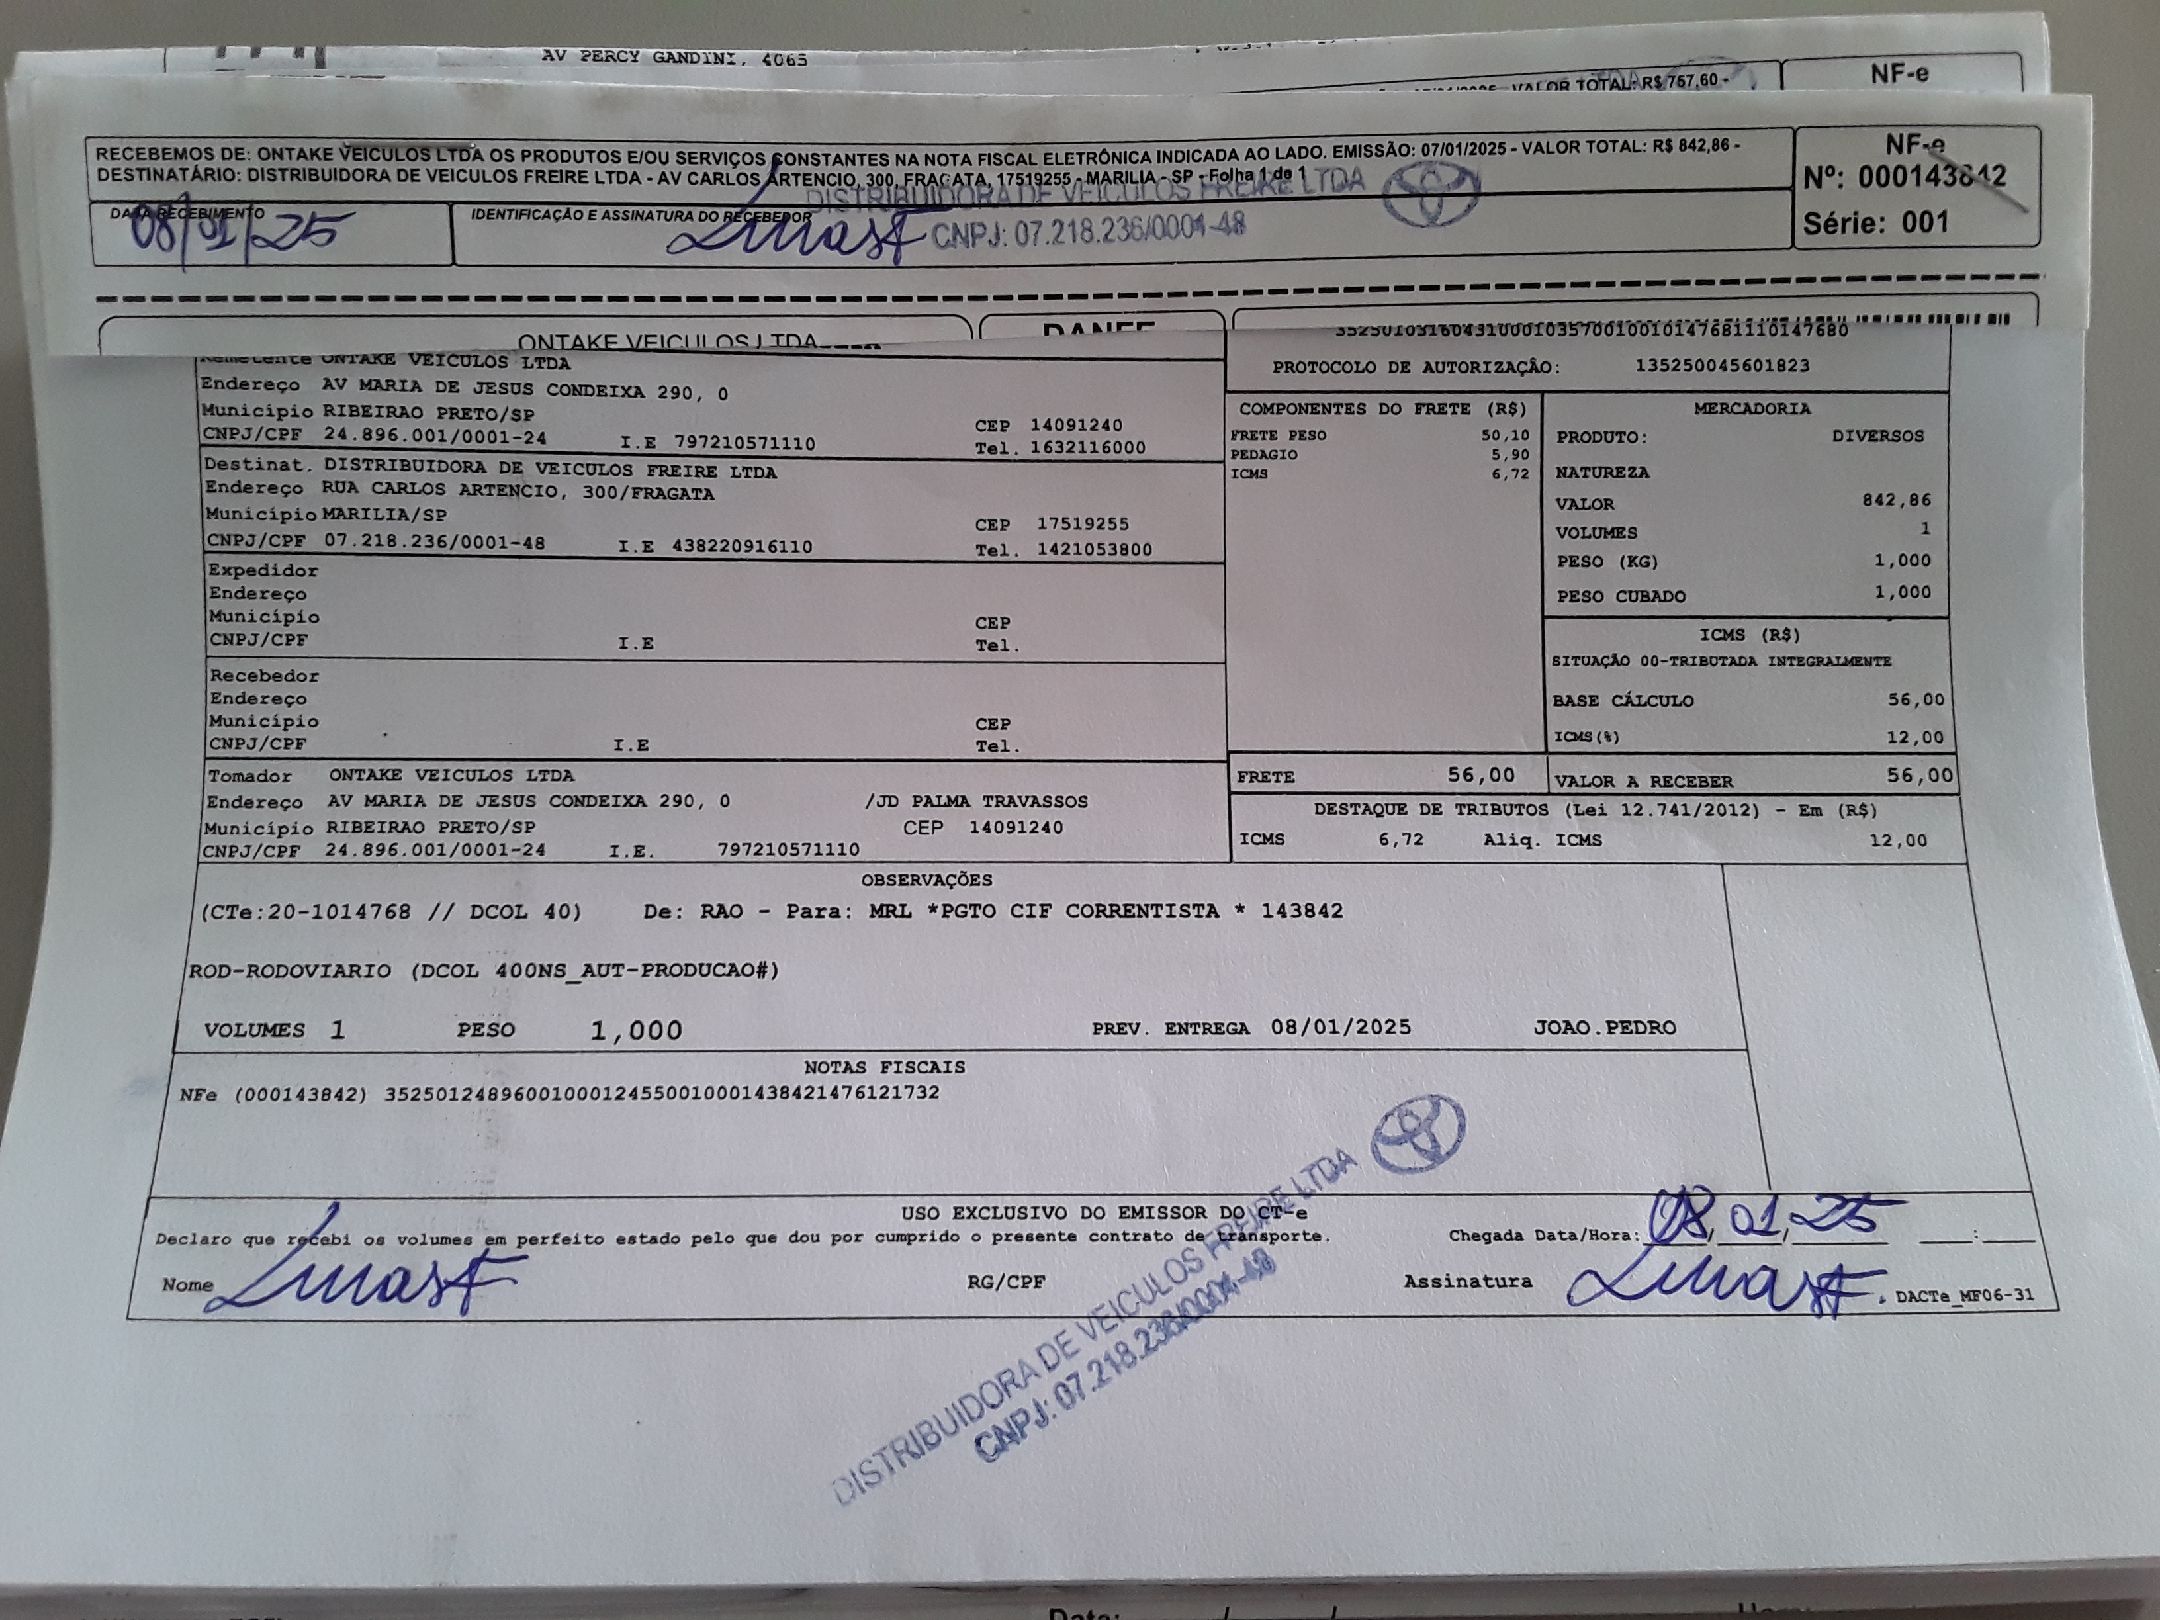 AV PERCY GANDINI, 4065
VALOR TOTAL: R$ 757,60 -
NF-e
RECEBEMOS DE: ONTAKE VEICULOS LTDA OS PRODUTOS E/OU SERVIÇOS CONSTANTES NA NOTA FISCAL ELETRÔNICA INDICADA AO LADO. EMISSÃO: 07/01/2025 - VALOR TOTAL: R$ 842,86 -
DESTINATÁRIO: DISTRIBUIDORA DE VEICULOS FREIRE LTDA - AV CARLOS ARTENCIO, 300, FRAGATA, 17519255 - MARILIA - SP - Folha 1 de 1
NF-e
Nº: 000143842
Série: 001
DATA RECEBIMENTO
08/01/25
IDENTIFICAÇÃO E ASSINATURA DO RECEBEDOR
DISTRIBUIDORA DE VEICULOS FREIRE LTDA
CNPJ: 07.218.236/0001-48
ONTAKE VEICULOS LTDA
DANFE
Remetente ONTAKE VEICULOS LTDA
Endereço AV MARIA DE JESUS CONDEIXA 290, 0
Município RIBEIRAO PRETO/SP CEP 14091240
CNPJ/CPF 24.896.001/0001-24 I.E 797210571110 Tel. 1632116000
Destinat. DISTRIBUIDORA DE VEICULOS FREIRE LTDA
Endereço RUA CARLOS ARTENCIO, 300/FRAGATA
Município MARILIA/SP CEP 17519255
CNPJ/CPF 07.218.236/0001-48 I.E 438220916110 Tel. 1421053800
Expedidor
Endereço
Município CEP
CNPJ/CPF I.E Tel.
Recebedor
Endereço
Município CEP
CNPJ/CPF I.E Tel.
Tomador ONTAKE VEICULOS LTDA
Endereço AV MARIA DE JESUS CONDEIXA 290, 0 /JD PALMA TRAVASSOS
Município RIBEIRAO PRETO/SP CEP 14091240
CNPJ/CPF 24.896.001/0001-24 I.E. 797210571110
PROTOCOLO DE AUTORIZAÇÂO: 135250045601823
COMPONENTES DO FRETE (R$)
FRETE PESO 50,10
PEDAGIO 5,90
ICMS 6,72
MERCADORIA
PRODUTO: DIVERSOS
NATUREZA
VALOR 842,86
VOLUMES 1
PESO (KG) 1,000
PESO CUBADO 1,000
ICMS (R$)
SITUAÇÃO 00-TRIBUTADA INTEGRALMENTE
BASE CÁLCULO 56,00
ICMS(%) 12,00
FRETE 56,00 VALOR A RECEBER 56,00
DESTAQUE DE TRIBUTOS (Lei 12.741/2012) - Em (R$)
ICMS 6,72 Aliq. ICMS 12,00
OBSERVAÇÕES
(CTe:20-1014768 // DCOL 40) De: RAO - Para: MRL *PGTO CIF CORRENTISTA * 143842
ROD-RODOVIARIO (DCOL 400NS_AUT-PRODUCAO#)
VOLUMES 1 PESO 1,000 PREV. ENTREGA 08/01/2025 JOAO.PEDRO
NOTAS FISCAIS
NFe (000143842) 35250124896001000124550010001438421476121732
USO EXCLUSIVO DO EMISSOR DO CT-e
Declaro que recebi os volumes em perfeito estado pelo que dou por cumprido o presente contrato de transporte.
Chegada Data/Hora: 08/01/25 :
Nome RG/CPF Assinatura
DACTe_MF06-31
DISTRIBUIDORA DE VEICULOS FREIRE LTDA
CNPJ: 07.218.236/0001-48
Data: / /